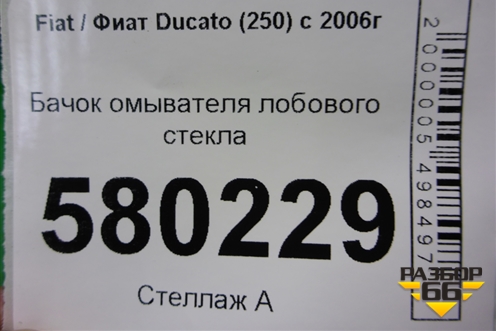 Fiat / Фиат Ducato (250) с 2006г
Бачок омывателя лобового
стекла
580229
Стеллаж А
2000005498497
РАЗБОР
66